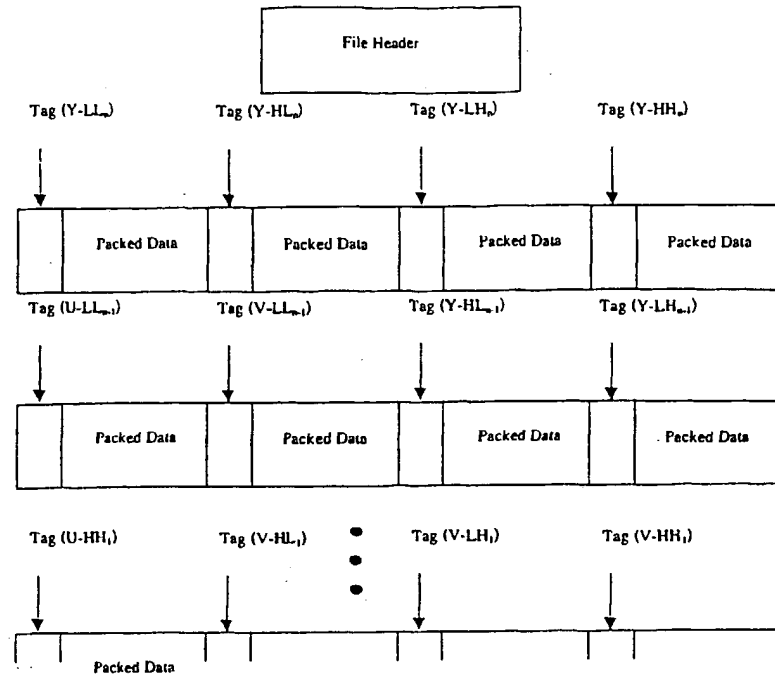 File Header
Tag (Y-LLₙ) Tag (Y-HLₙ) Tag (Y-LHₙ) Tag (Y-HHₙ)
Packed Data Packed Data Packed Data Packed Data
Tag (U-LLₙ₋₁) Tag (V-LLₙ₋₁) Tag (Y-HLₙ₋₁) Tag (Y-LHₙ₋₁)
Packed Data Packed Data Packed Data Packed Data
Tag (U-HH₁) Tag (V-HL₁) Tag (V-LH₁) Tag (V-HH₁)
Packed Data